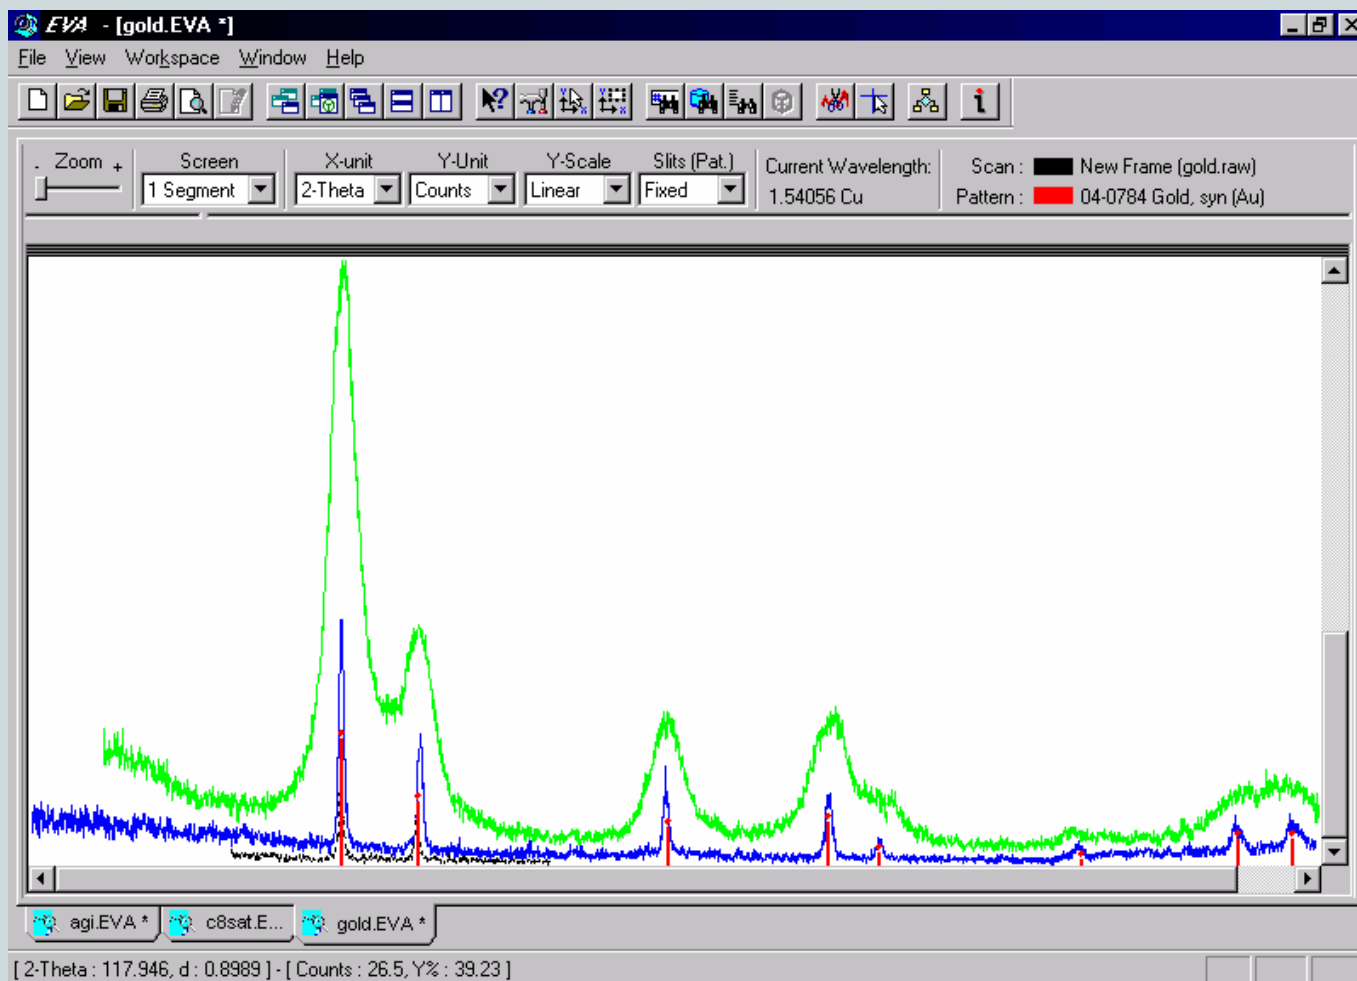 EVA - [gold.EVA *]
File View Workspace Window Help
- Zoom + Screen X-unit Y-Unit Y-Scale Slits (Pat.) Current Wavelength: Scan : New Frame (gold.raw)
1 Segment 2-Theta Counts Linear Fixed 1.54056 Cu Pattern : 04-0784 Gold, syn (Au)
agi.EVA * c8sat.E... gold.EVA *
[ 2-Theta : 117.946, d : 0.8989 ] - [ Counts : 26.5, Y% : 39.23 ]